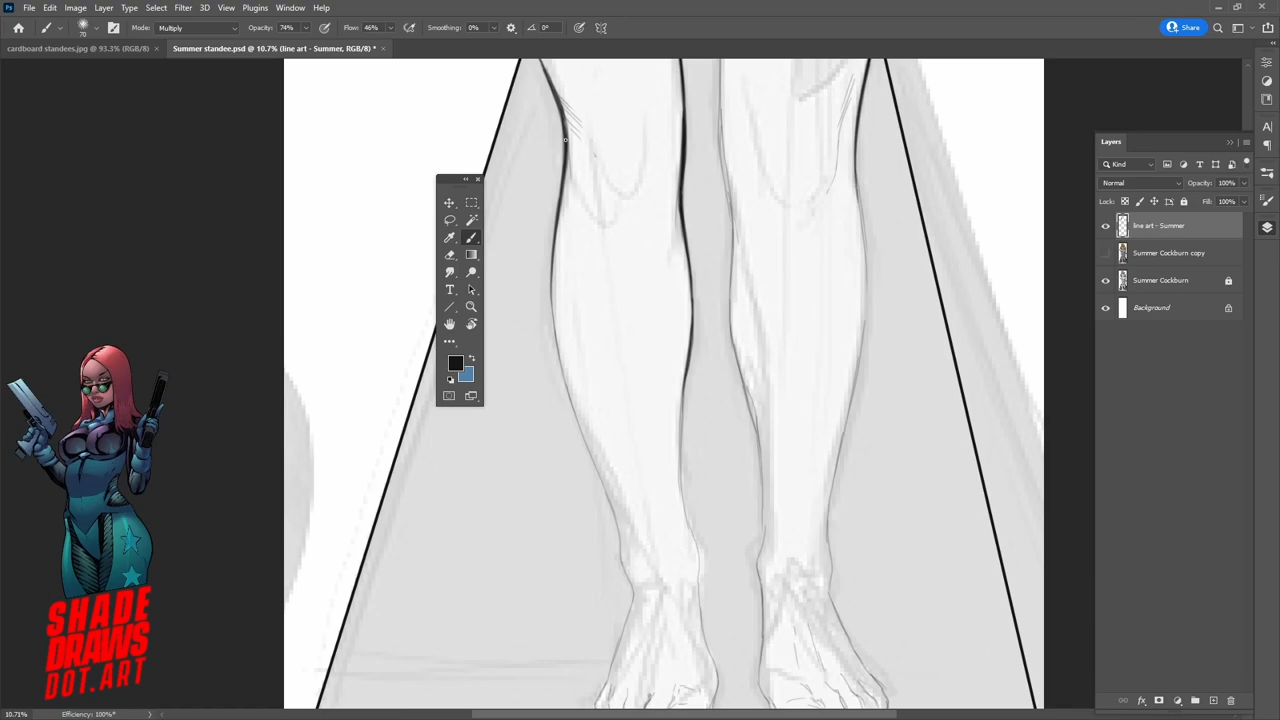 Ps File Edit Image Layer Type Select Filter 3D View Plugins Window Help
70 Mode: Multiply Opacity: 74% Flow: 46% Smoothing: 0% 0° Share
cardboard standees.jpg @ 93.3% (RGB/8) × Summer standee.psd @ 10.7% (line art - Summer, RGB/8) * ×
Layers
Kind
Normal Opacity: 100%
Lock: Fill: 100%
line art - Summer
Summer Cockburn copy
Summer Cockburn
Background
SHADE
DRAWS
DOT.ART
10.71% Efficiency: 100%*